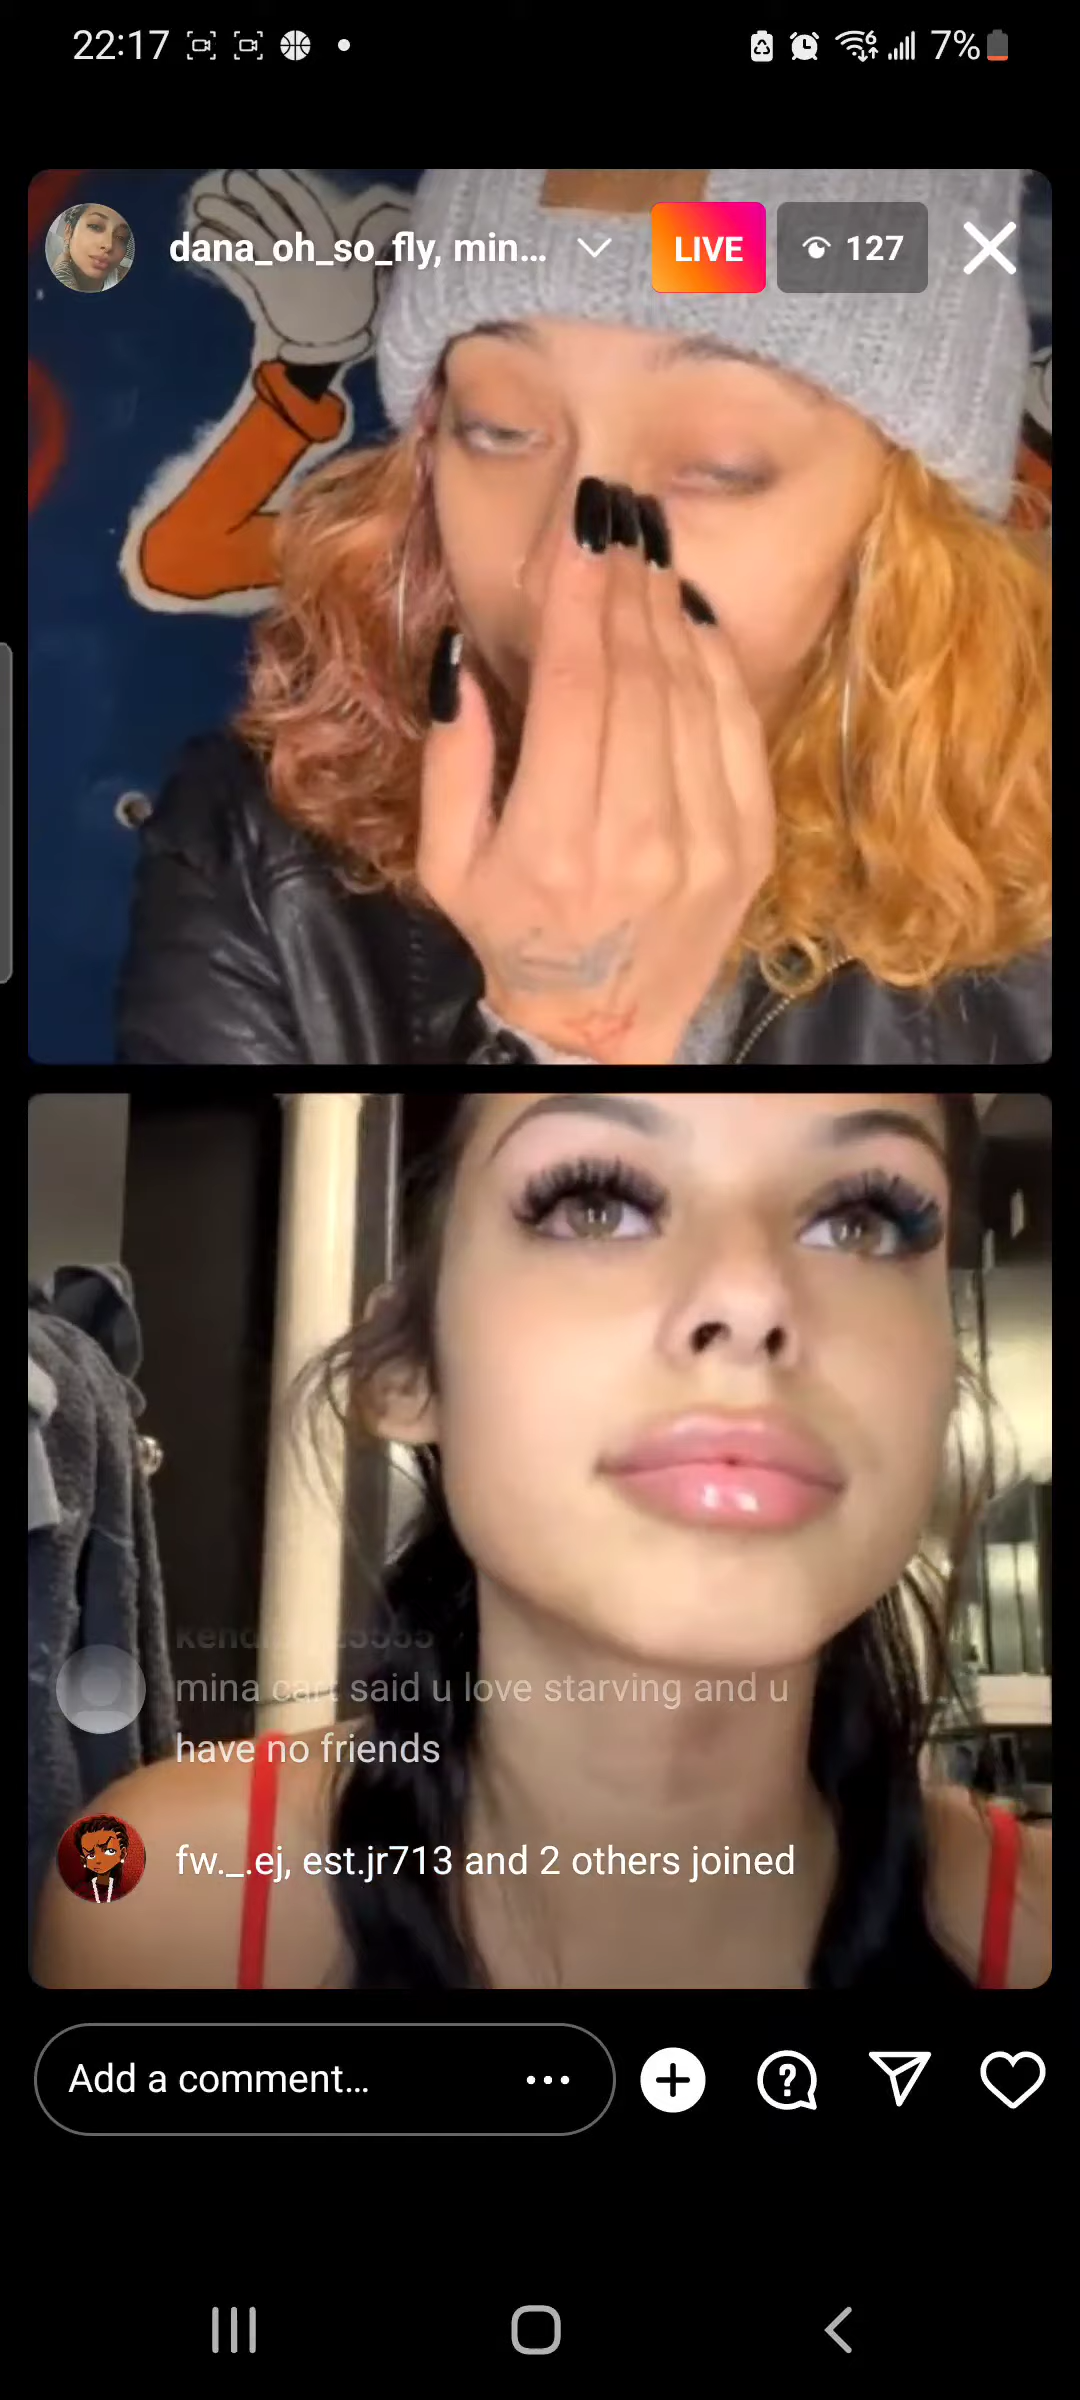 22:17
7%
dana_oh_so_fly, min...
LIVE
127
mina cart said u love starving and u
have no friends
fw._.ej, est.jr713 and 2 others joined
Add a comment...